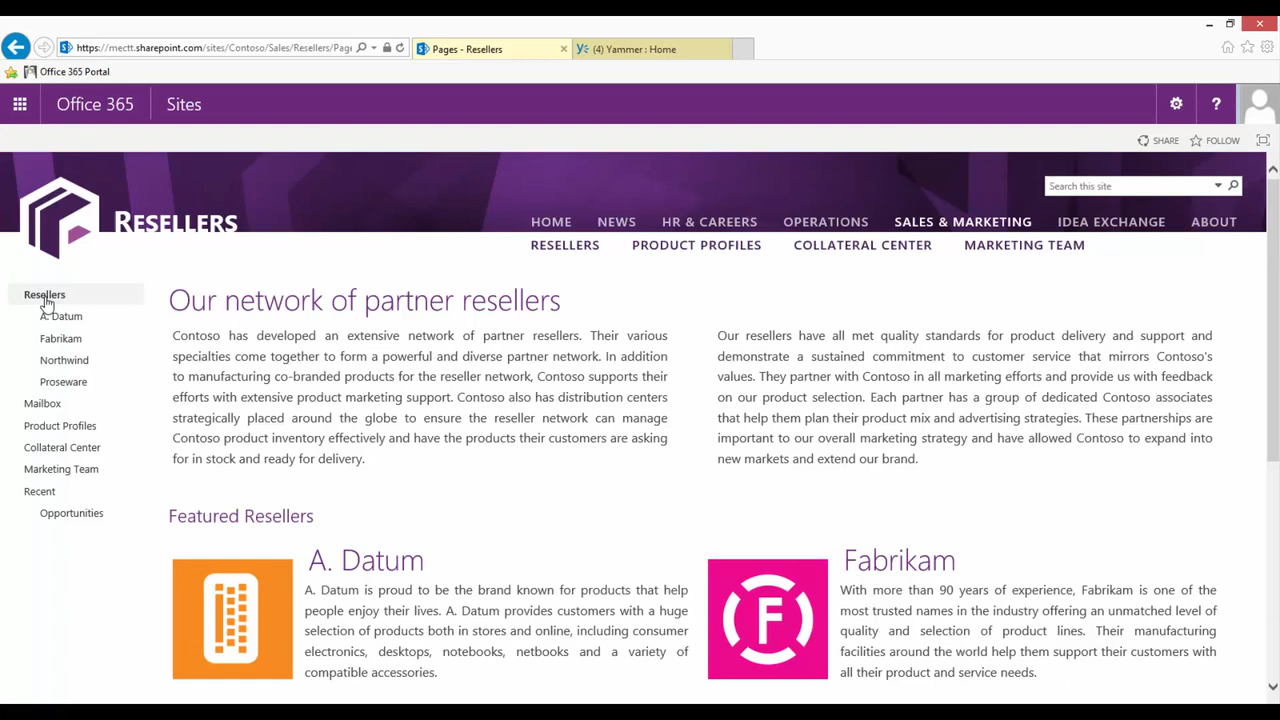 https://mectt.sharepoint.com/sites/Contoso/Sales/Resellers/Page
Pages - Resellers
(4) Yammer : Home
Office 365 Portal
Office 365
Sites
?
SHARE
FOLLOW
Search this site
RESELLERS
HOME NEWS HR & CAREERS OPERATIONS SALES & MARKETING IDEA EXCHANGE ABOUT
RESELLERS PRODUCT PROFILES COLLATERAL CENTER MARKETING TEAM
Resellers
A. Datum
Fabrikam
Northwind
Proseware
Mailbox
Product Profiles
Collateral Center
Marketing Team
Recent
Opportunities
Our network of partner resellers
Contoso has developed an extensive network of partner resellers. Their various
specialties come together to form a powerful and diverse partner network. In addition
to manufacturing co-branded products for the reseller network, Contoso supports their
efforts with extensive product marketing support. Contoso also has distribution centers
strategically placed around the globe to ensure the reseller network can manage
Contoso product inventory effectively and have the products their customers are asking
for in stock and ready for delivery.
Our resellers have all met quality standards for product delivery and support and
demonstrate a sustained commitment to customer service that mirrors Contoso's
values. They partner with Contoso in all marketing efforts and provide us with feedback
on our product selection. Each partner has a group of dedicated Contoso associates
that help them plan their product mix and advertising strategies. These partnerships are
important to our overall marketing strategy and have allowed Contoso to expand into
new markets and extend our brand.
Featured Resellers
A. Datum
A. Datum is proud to be the brand known for products that help
people enjoy their lives. A. Datum provides customers with a huge
selection of products both in stores and online, including consumer
electronics, desktops, notebooks, netbooks and a variety of
compatible accessories.
F
Fabrikam
With more than 90 years of experience, Fabrikam is one of the
most trusted names in the industry offering an unmatched level of
quality and selection of product lines. Their manufacturing
facilities around the world help them support their customers with
all their product and service needs.